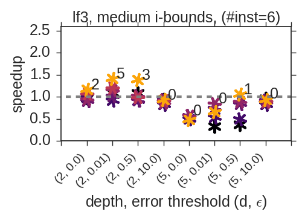 lf3, medium i-bounds, (#inst=6)
speedup
2.5
2.0
1.5
1.0
0.5
0.0
2 5 3 0 0 0 1 0
(2, 0.0) (2, 0.01) (2, 0.5) (2, 10.0) (5, 0.0) (5, 0.01) (5, 0.5) (5, 10.0)
depth, error threshold (d, ϵ)